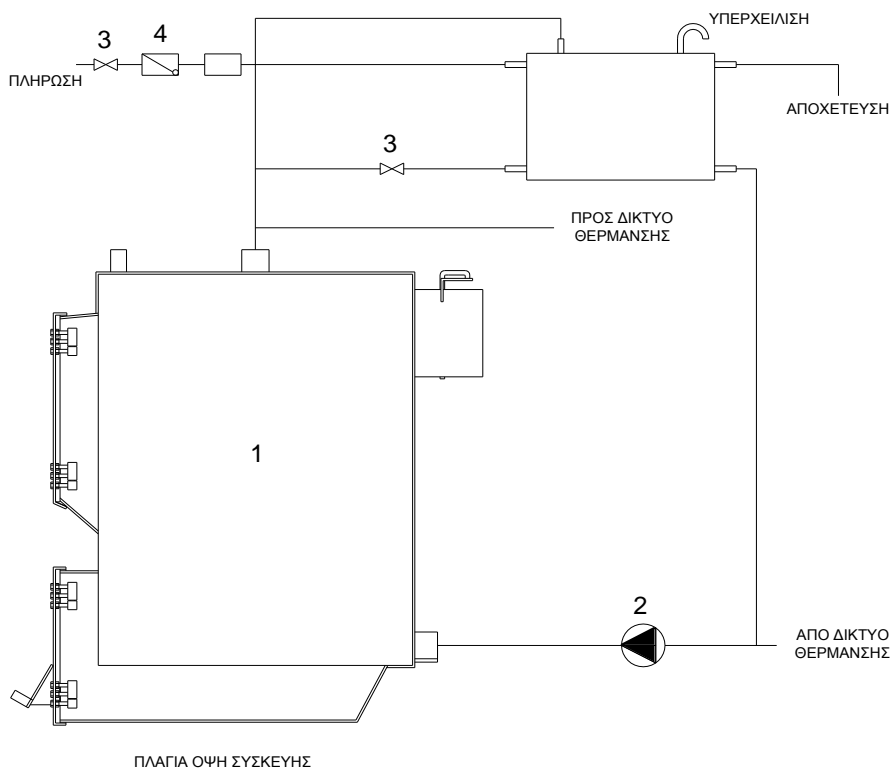 ΥΠΕΡΧΕΙΛΙΣΗ
3
4
ΠΛΗΡΩΣΗ
ΑΠΟΧΕΤΕΥΣΗ
3
ΠΡΟΣ ΔΙΚΤΥΟ
ΘΕΡΜΑΝΣΗΣ
1
2
ΑΠΟ ΔΙΚΤΥΟ
ΘΕΡΜΑΝΣΗΣ
ΠΛΑΓΙΑ ΟΨΗ ΣΥΣΚΕΥΗΣ